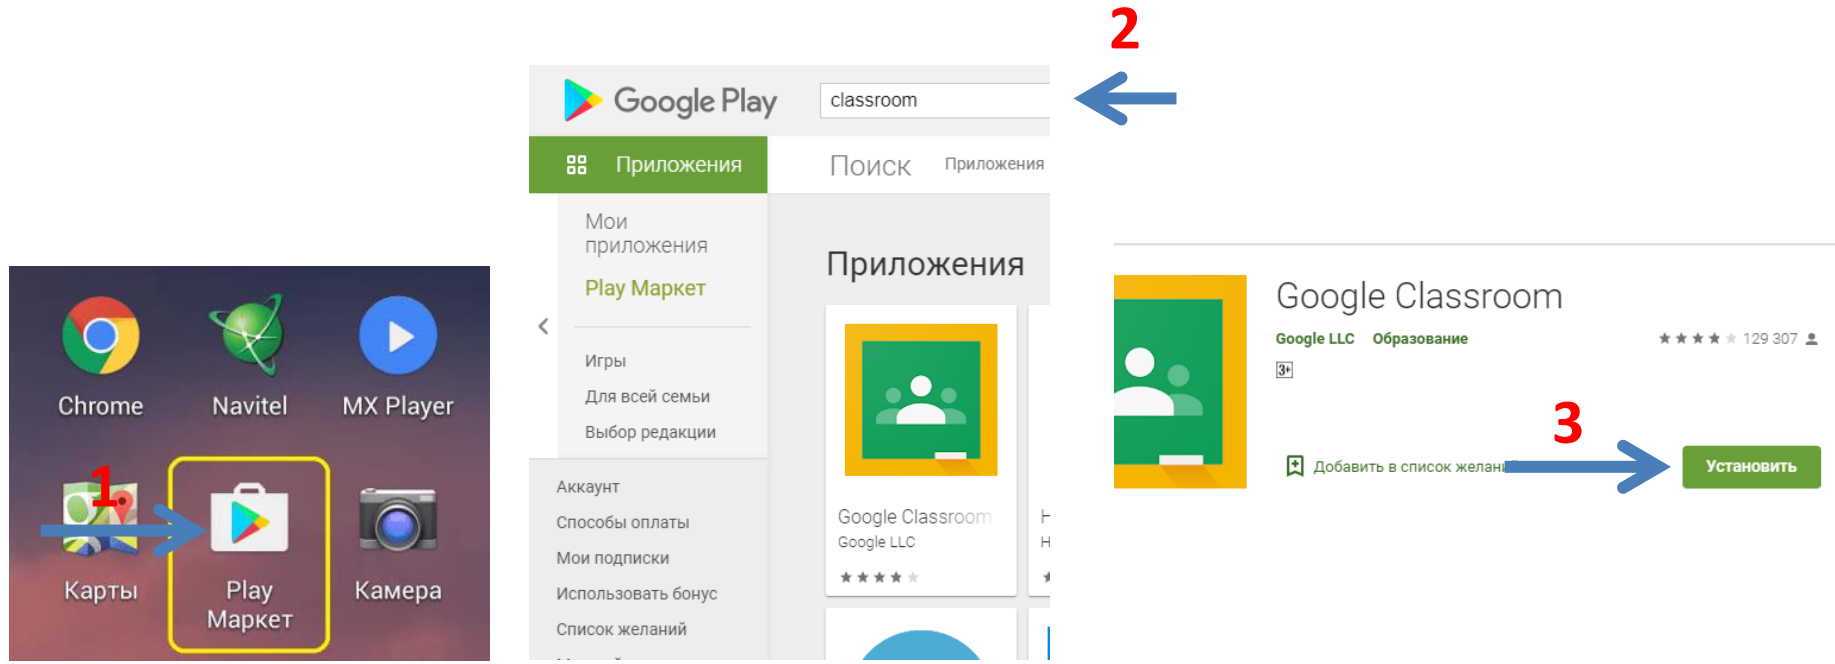 1
Chrome
Navitel
MX Player
Карты
Play
Маркет
Камера
2
Google Play
classroom
Приложения
Поиск
Приложения
Мои
приложения
Play Маркет
Игры
Для всей семьи
Выбор редакции
Аккаунт
Способы оплаты
Мои подписки
Использовать бонус
Список желаний
Приложения
Google Classroom
Google LLC
Google Classroom
Google LLC Образование
129 307
3+
3
Добавить в список
Установить